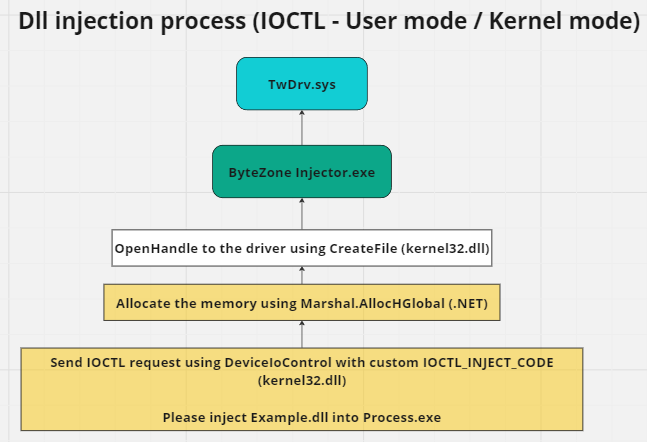 Dll injection process (IOCTL - User mode / Kernel mode)
TwDrv.sys
ByteZone Injector.exe
OpenHandle to the driver using CreateFile (kernel32.dll)
Allocate the memory using Marshal.AllocHGlobal (.NET)
Send IOCTL request using DeviceIoControl with custom IOCTL_INJECT_CODE
(kernel32.dll)
Please inject Example.dll into Process.exe